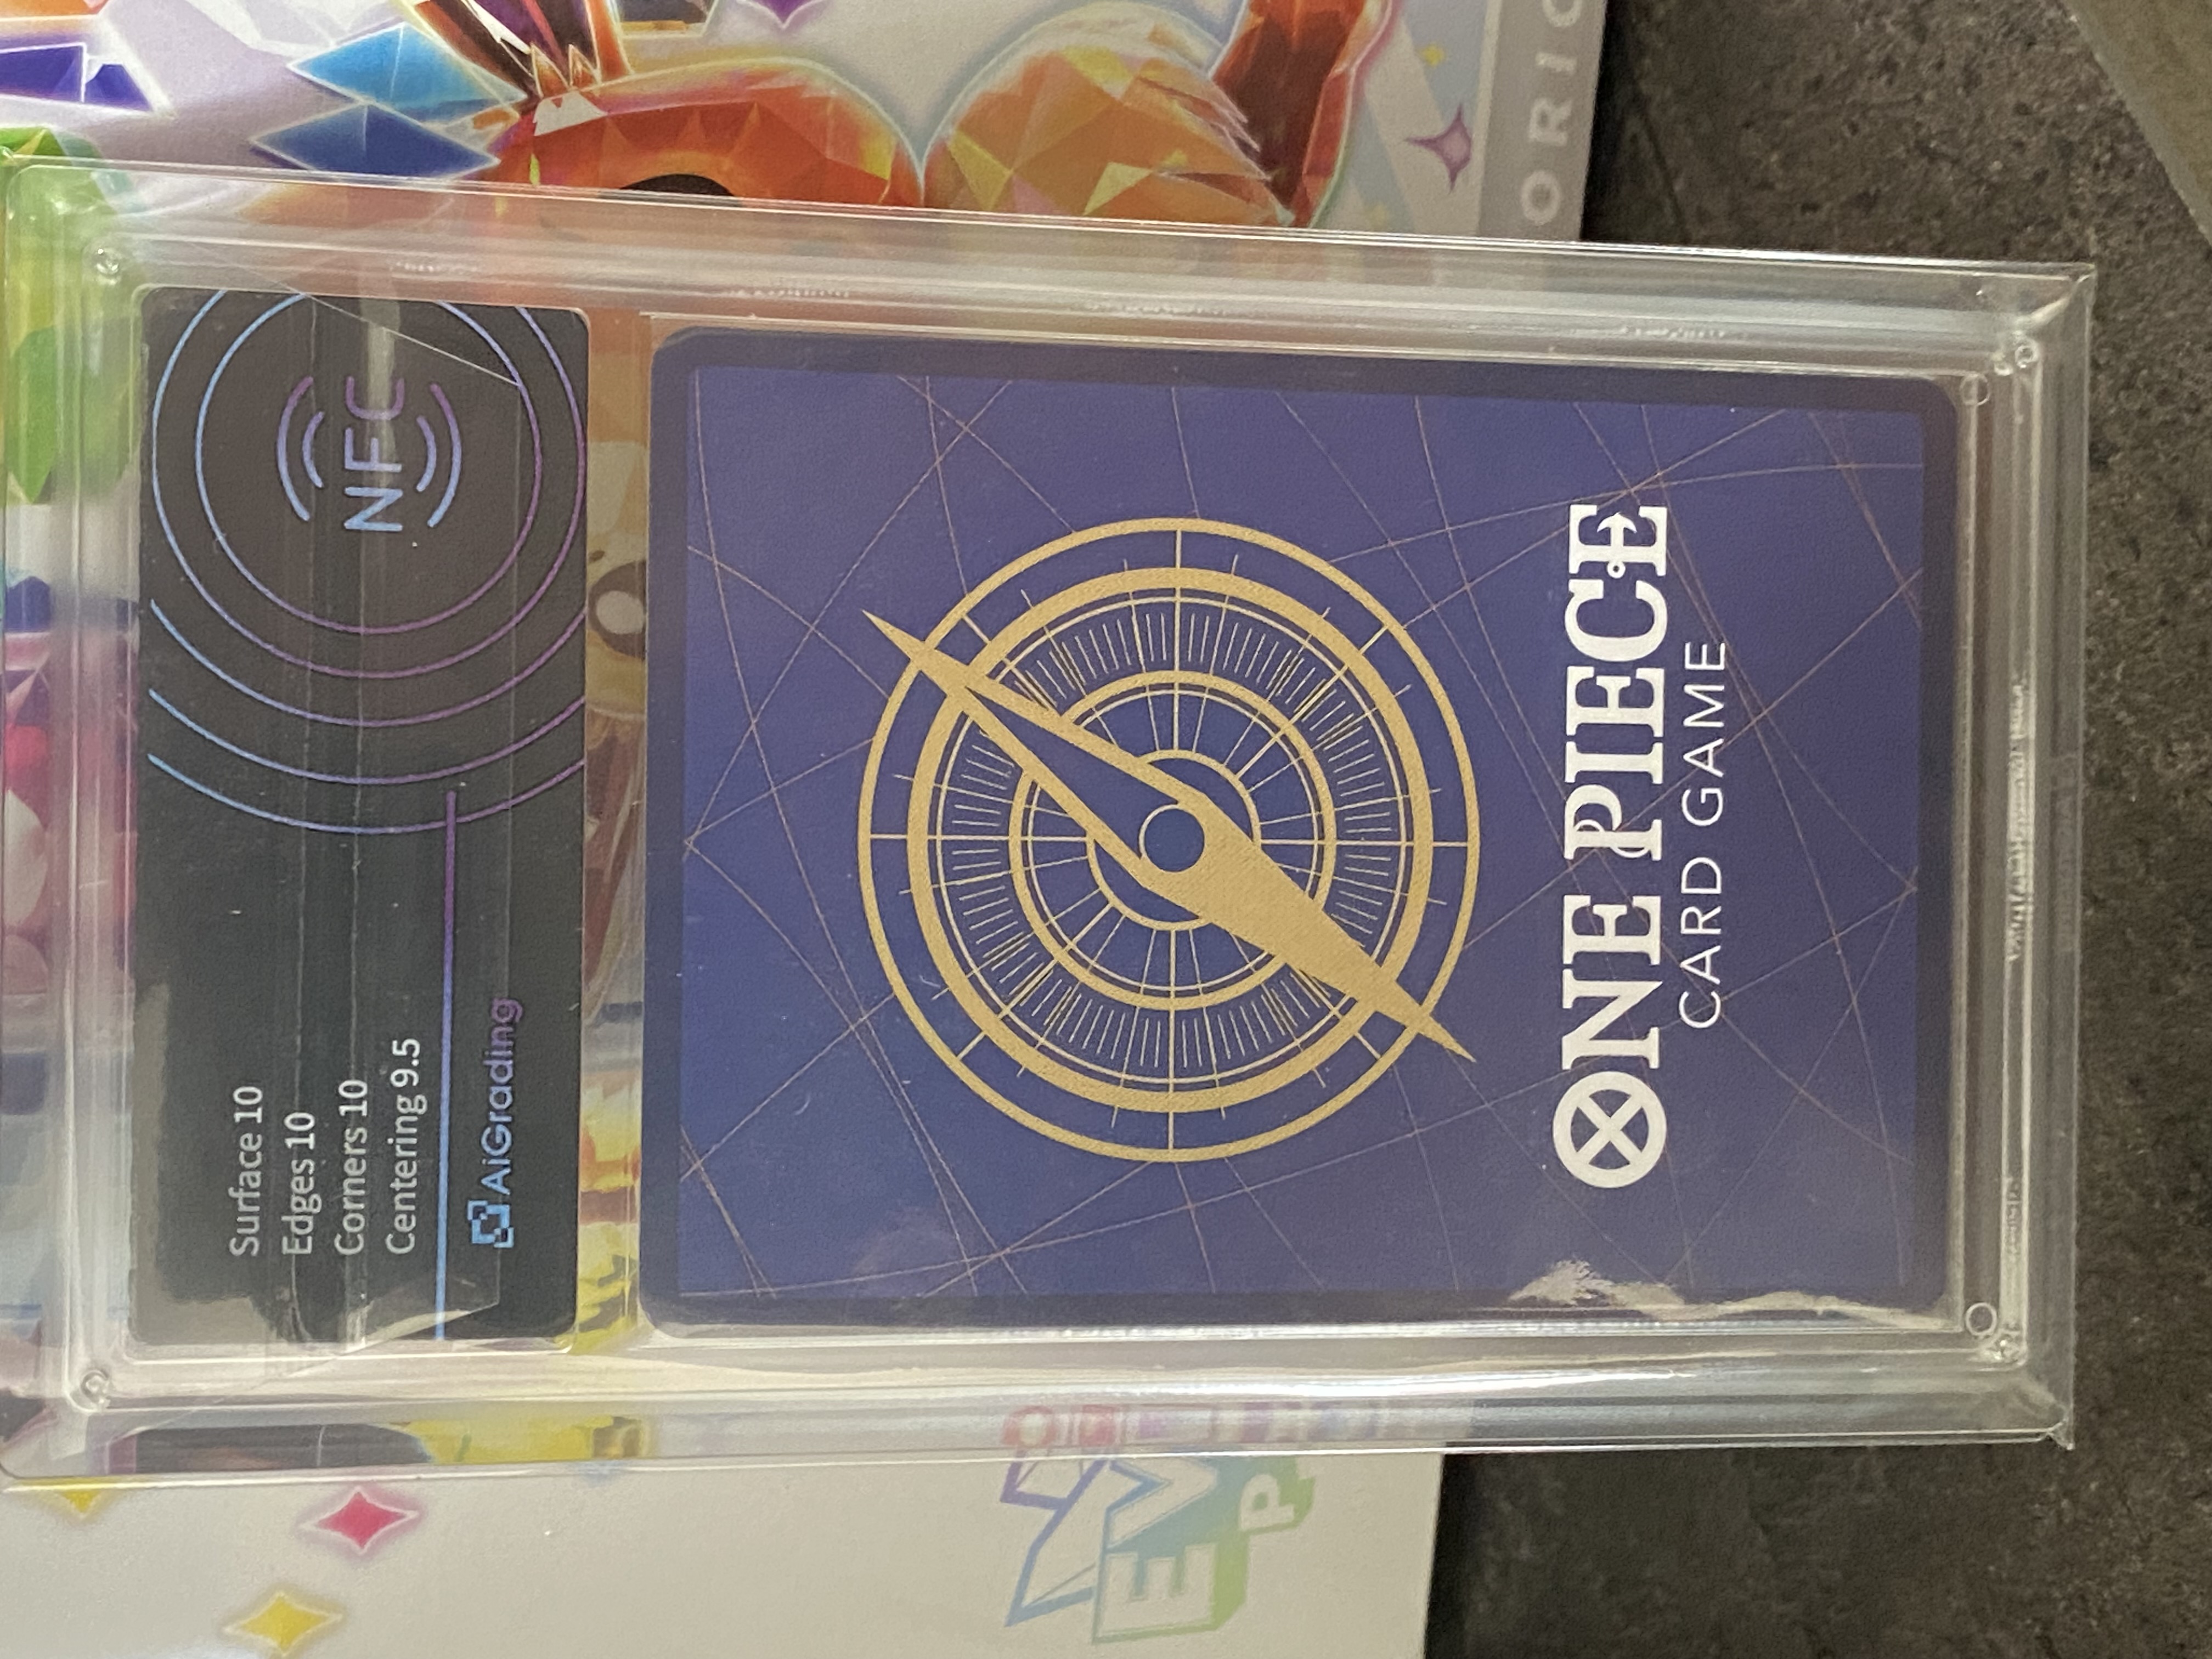 NFC
Surface 10
Edges 10
Corners 10
Centering 9.5
AiGrading
ONE PIECE
CARD GAME